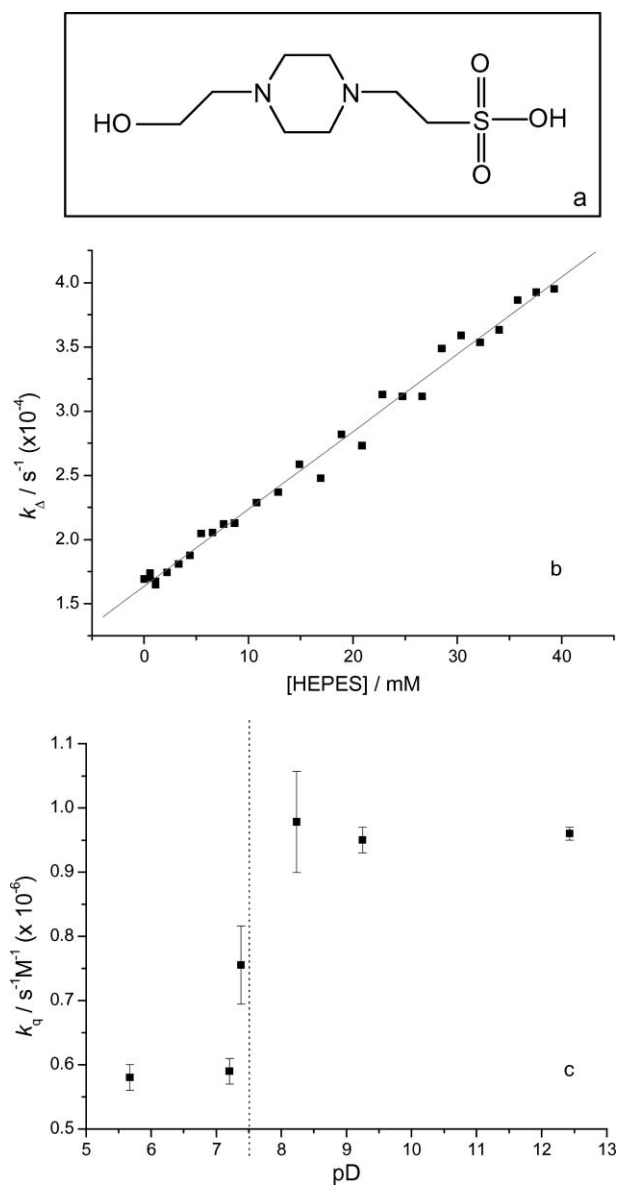 HO
N
N
O
S
OH
O
a
4.0
3.5
3.0
2.5
2.0
1.5
k_Δ / s⁻¹ (x10⁻⁴)
b
0 10 20 30 40
[HEPES] / mM
1.1
1.0
0.9
0.8
0.7
0.6
0.5
k_q / s⁻¹M⁻¹ (x 10⁻⁶)
c
5 6 7 8 9 10 11 12 13
pD